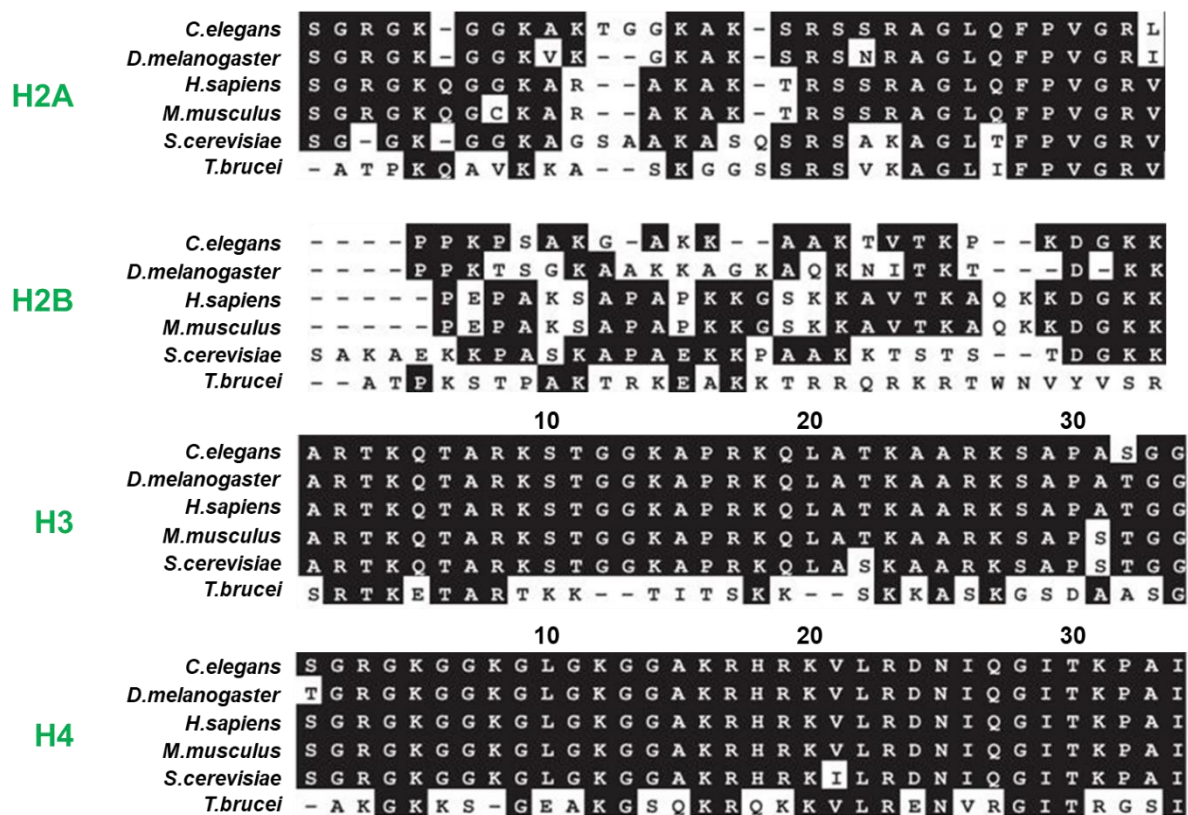 C.elegans S G R G K - G G K A K T G G K A K - S R S S R A G L Q F P V G R L
D.melanogaster S G R G K - G G K V K - - G K A K - S R S N R A G L Q F P V G R I
H2A H.sapiens S G R G K Q G G K A R - - A K A K - T R S S R A G L Q F P V G R V
M.musculus S G R G K Q G C K A R - - A K A K - T R S S R A G L Q F P V G R V
S.cerevisiae S G - G K - G G K A G S A A K A S Q S R S A K A G L T F P V G R V
T.brucei - A T P K Q A V K K A - - S K G G S S R S V K A G L I F P V G R V
C.elegans - - - - P P K P S A K G - A K K - - A A K T V T K P - - K D G K K
D.melanogaster - - - - P P K T S G K A A K K A G K A Q K N I T K T - - - D - K K
H2B H.sapiens - - - - - P E P A K S A P A P K K G S K K A V T K A Q K K D G K K
M.musculus - - - - - P E P A K S A P A P K K G S K K A V T K A Q K K D G K K
S.cerevisiae S A K A E K K P A S K A P A E K K P A A K K T S T S - - T D G K K
T.brucei - - A T P K S T P A K T R K E A K K T R R Q R K R T W N V Y V S R
10 20 30
C.elegans A R T K Q T A R K S T G G K A P R K Q L A T K A A R K S A P A S G G
D.melanogaster A R T K Q T A R K S T G G K A P R K Q L A T K A A R K S A P A T G G
H3 H.sapiens A R T K Q T A R K S T G G K A P R K Q L A T K A A R K S A P A T G G
M.musculus A R T K Q T A R K S T G G K A P R K Q L A T K A A R K S A P S T G G
S.cerevisiae A R T K Q T A R K S T G G K A P R K Q L A S K A A R K S A P S T G G
T.brucei S R T K E T A R T K K - - T I T S K K - - S K K A S K G S D A A S G
10 20 30
C.elegans S G R G K G G K G L G K G G A K R H R K V L R D N I Q G I T K P A I
D.melanogaster T G R G K G G K G L G K G G A K R H R K V L R D N I Q G I T K P A I
H4 H.sapiens S G R G K G G K G L G K G G A K R H R K V L R D N I Q G I T K P A I
M.musculus S G R G K G G K G L G K G G A K R H R K V L R D N I Q G I T K P A I
S.cerevisiae S G R G K G G K G L G K G G A K R H R K I L R D N I Q G I T K P A I
T.brucei - A K G K K S - G E A K G S Q K R Q K K V L R E N V R G I T R G S I